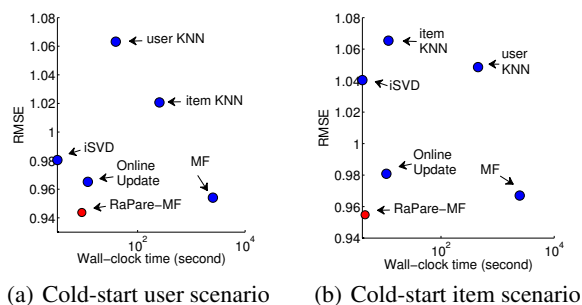 1.08
1.06
1.04
1.02
1
0.98
0.96
0.94
RMSE
user KNN
item KNN
iSVD
Online
Update
MF
RaPare-MF
10^2
10^4
Wall-clock time (second)
(a) Cold-start user scenario
1.08
1.06
1.04
1.02
1
0.98
0.96
0.94
RMSE
item
KNN
user
KNN
iSVD
Online
Update
MF
RaPare-MF
10^2
10^4
Wall-clock time (second)
(b) Cold-start item scenario